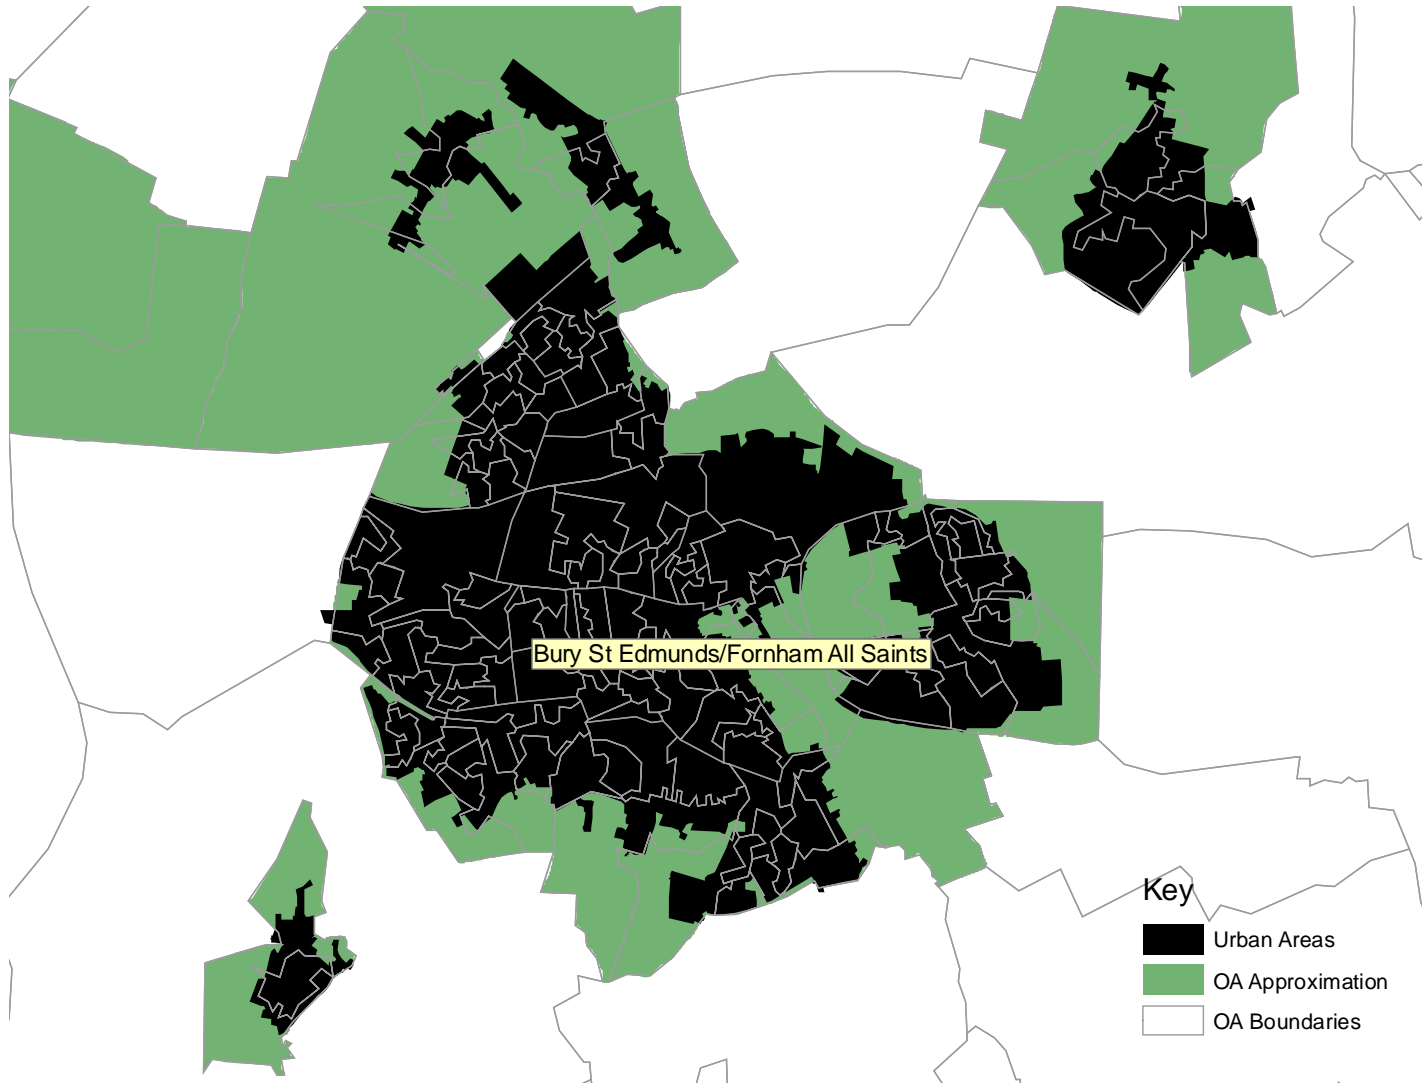 Bury St Edmunds/Fornham All Saints
Key
Urban Areas
OA Approximation
OA Boundaries